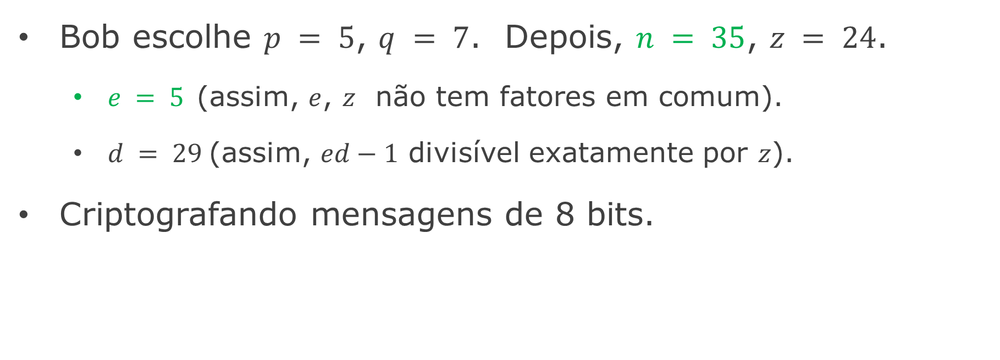 • Bob escolhe p = 5, q = 7. Depois, n = 35, z = 24.
• e = 5 (assim, e, z não tem fatores em comum).
• d = 29 (assim, ed − 1 divisível exatamente por z).
• Criptografando mensagens de 8 bits.